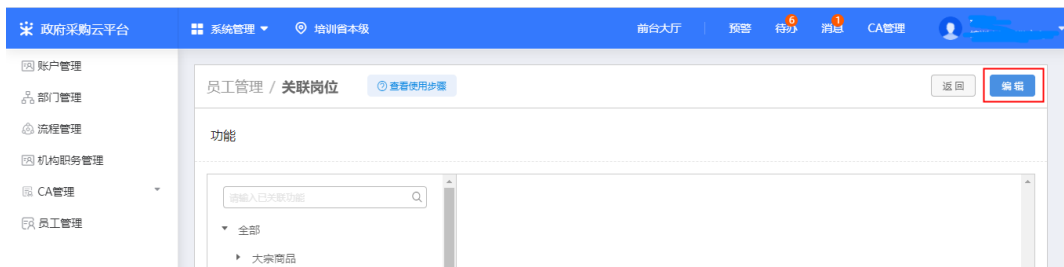 政府采购云平台
系统管理 培训省本级 前台大厅 预警 待办 6 消息 1 CA管理
账户管理
部门管理
流程管理
机构职务管理
CA管理
员工管理
员工管理 / 关联岗位 查看使用步骤 返回 编辑
功能
请输入已关联功能
全部
大宗商品